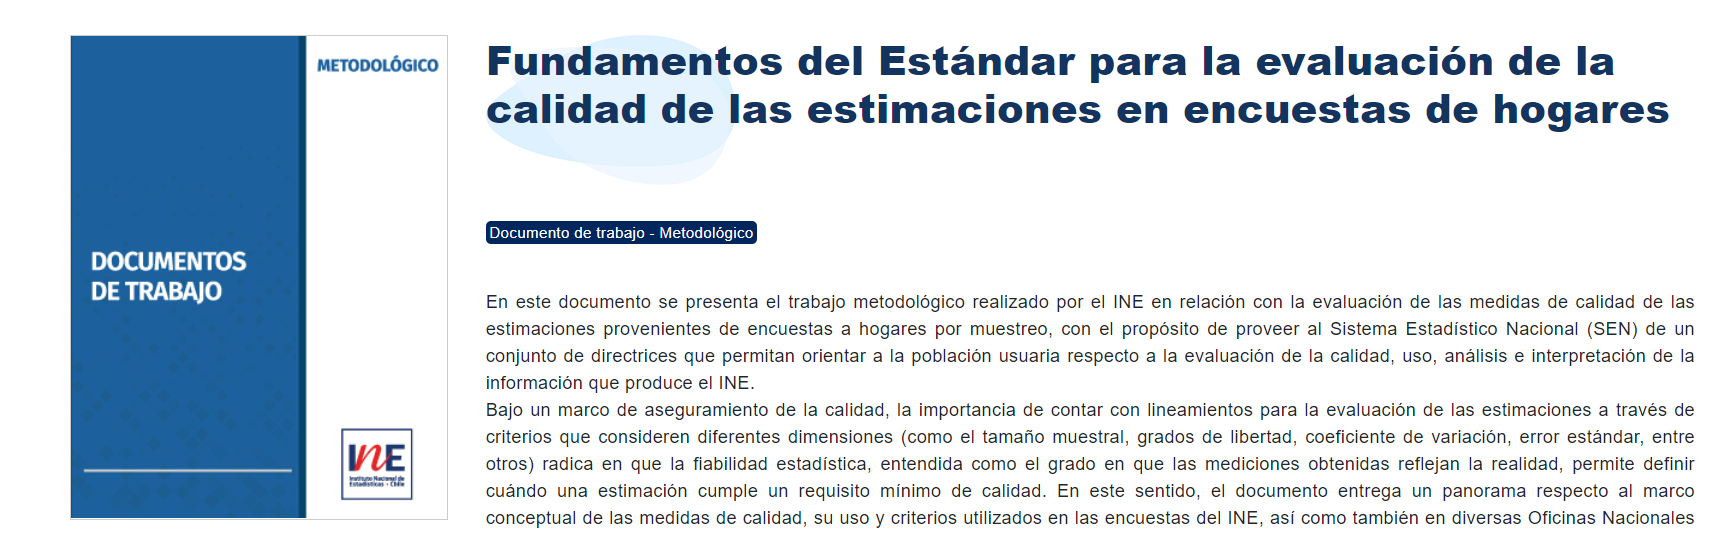 METODOLÓGICO
DOCUMENTOS
DE TRABAJO
INE
Instituto Nacional de
Estadísticas - Chile
Fundamentos del Estándar para la evaluación de la
calidad de las estimaciones en encuestas de hogares
Documento de trabajo - Metodológico
En este documento se presenta el trabajo metodológico realizado por el INE en relación con la evaluación de las medidas de calidad de las
estimaciones provenientes de encuestas a hogares por muestreo, con el propósito de proveer al Sistema Estadístico Nacional (SEN) de un
conjunto de directrices que permitan orientar a la población usuaria respecto a la evaluación de la calidad, uso, análisis e interpretación de la
información que produce el INE.
Bajo un marco de aseguramiento de la calidad, la importancia de contar con lineamientos para la evaluación de las estimaciones a través de
criterios que consideren diferentes dimensiones (como el tamaño muestral, grados de libertad, coeficiente de variación, error estándar, entre
otros) radica en que la fiabilidad estadística, entendida como el grado en que las mediciones obtenidas reflejan la realidad, permite definir
cuándo una estimación cumple un requisito mínimo de calidad. En este sentido, el documento entrega un panorama respecto al marco
conceptual de las medidas de calidad, su uso y criterios utilizados en las encuestas del INE, así como también en diversas Oficinas Nacionales